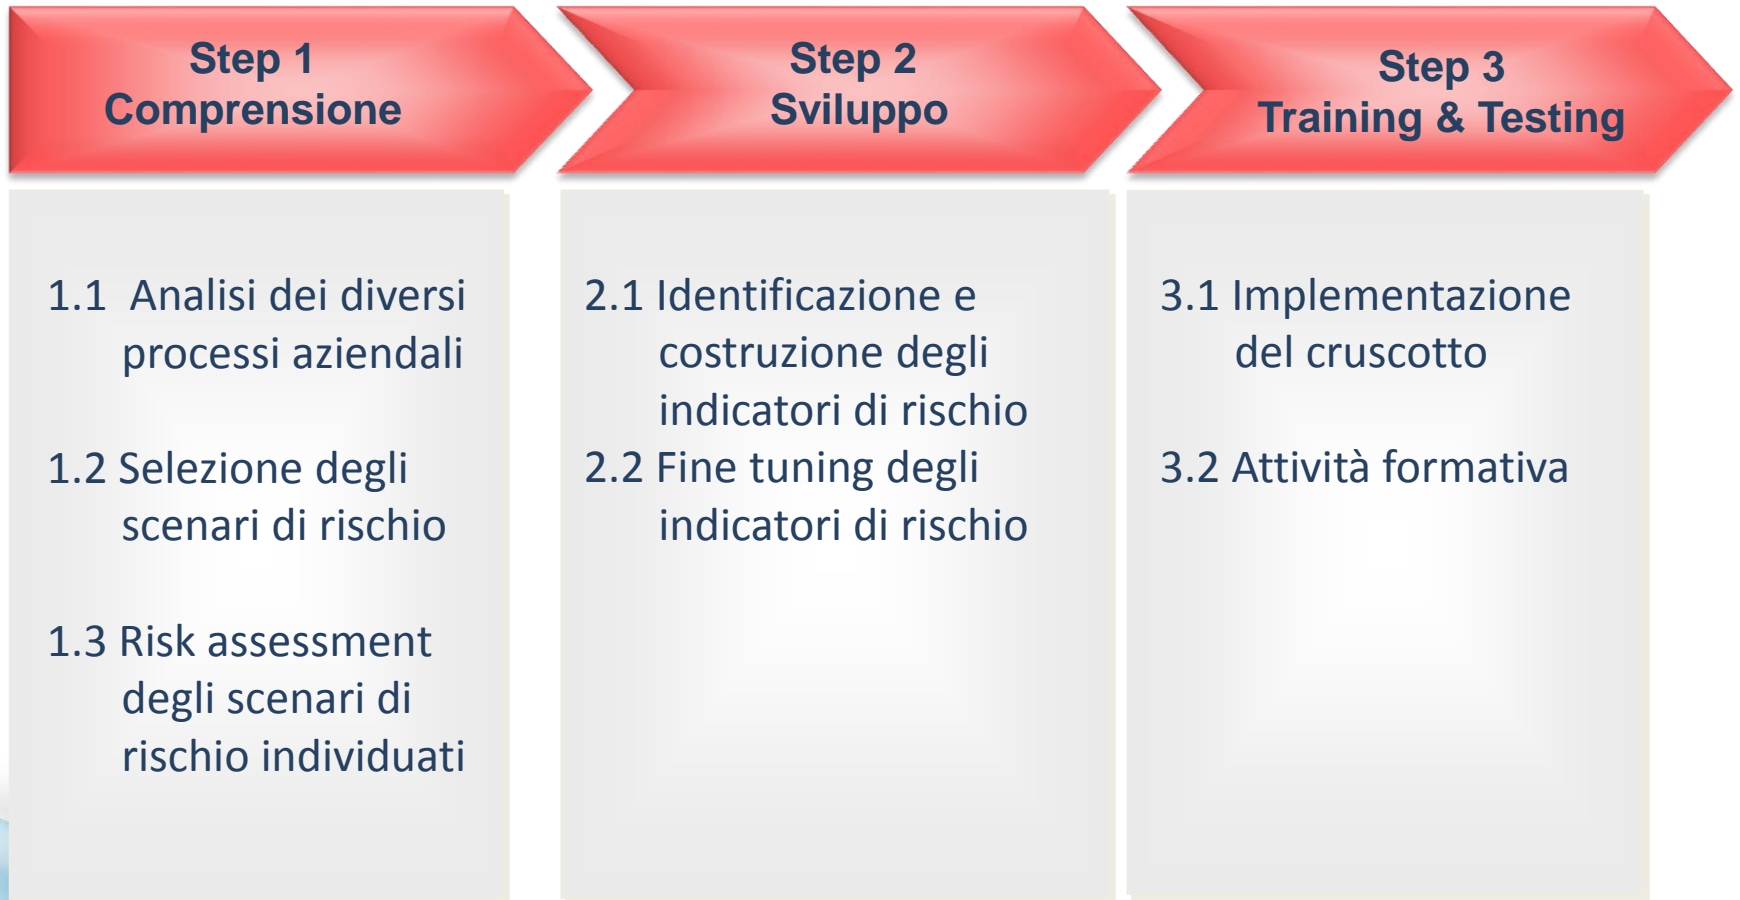 Step 1
Comprensione
Step 2
Sviluppo
Step 3
Training & Testing
1.1 Analisi dei diversi
processi aziendali
1.2 Selezione degli
scenari di rischio
1.3 Risk assessment
degli scenari di
rischio individuati
2.1 Identificazione e
costruzione degli
indicatori di rischio
2.2 Fine tuning degli
indicatori di rischio
3.1 Implementazione
del cruscotto
3.2 Attività formativa